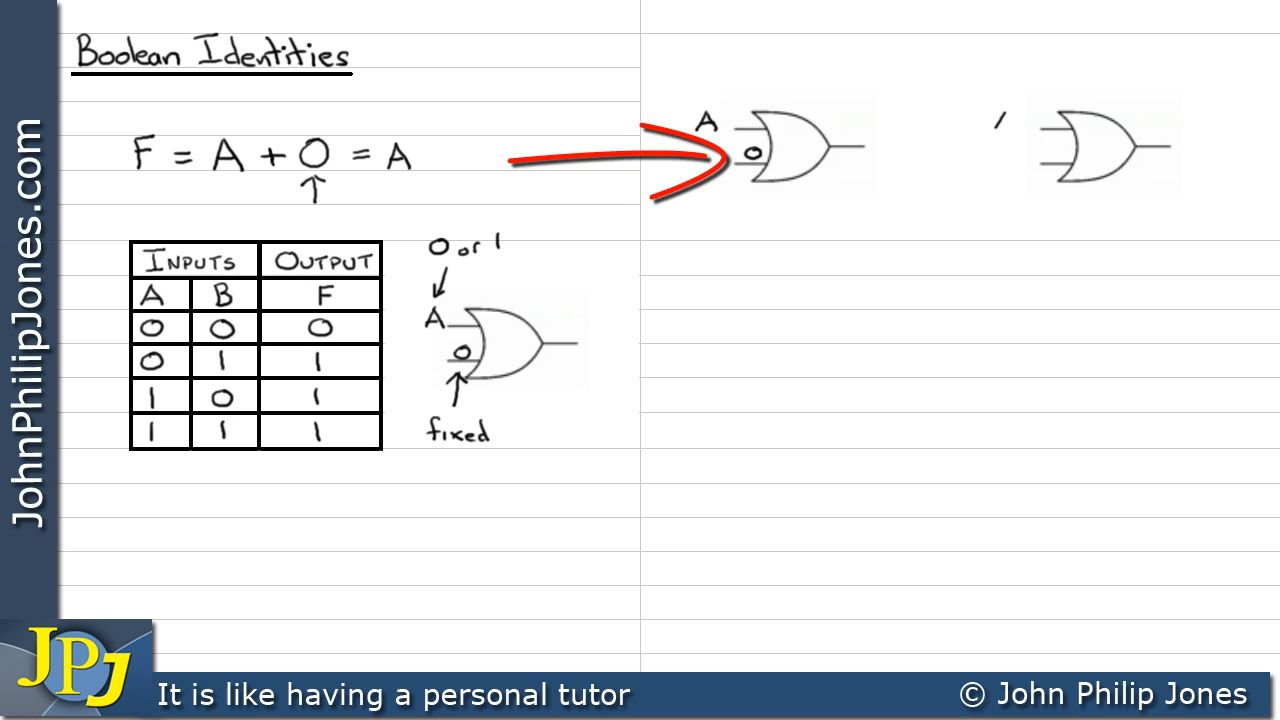 Boolean Identities
F = A + 0 = A
↑
INPUTS OUTPUT
A B F
0 0 0
0 1 1
1 0 1
1 1 1
0 or 1
A
0
fixed
A
0
JohnPhilipJones.com
JPJ
It is like having a personal tutor
© John Philip Jones